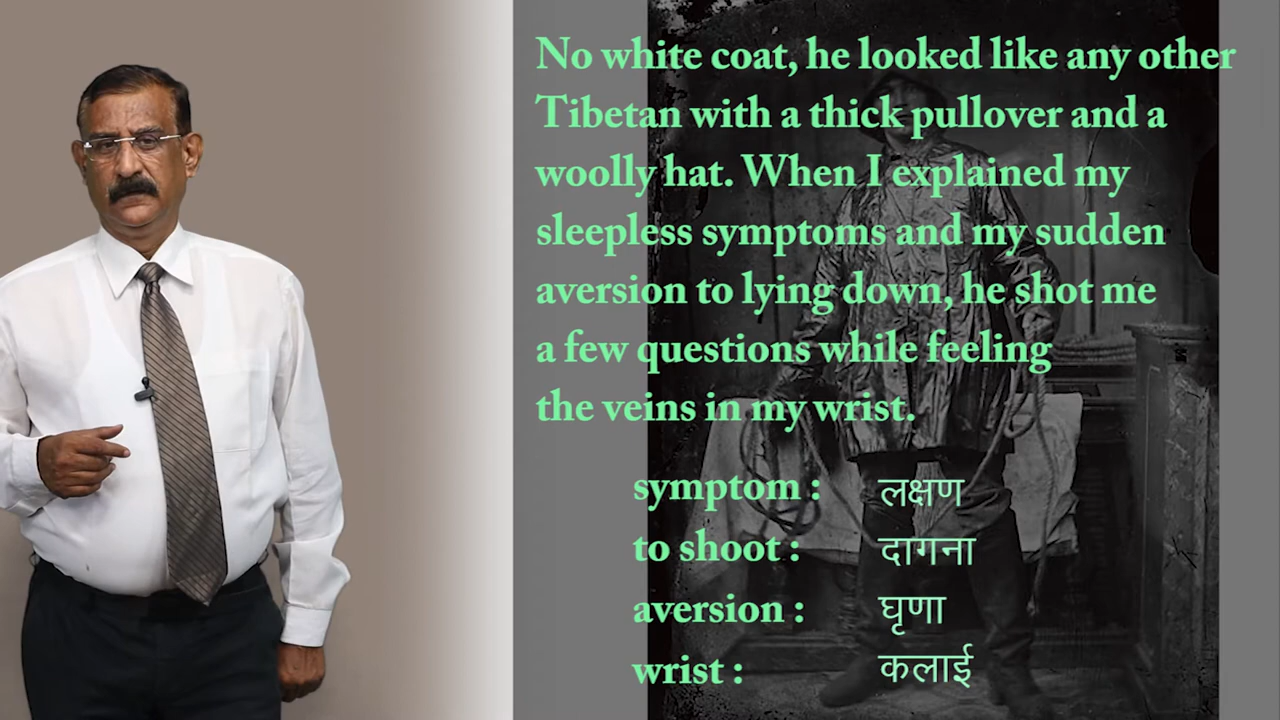 No white coat, he looked like any other
Tibetan with a thick pullover and a
woolly hat. When I explained my
sleepless symptoms and my sudden
aversion to lying down, he shot me
a few questions while feeling
the veins in my wrist.
symptom : लक्षण
to shoot : दागना
aversion : घृणा
wrist : कलाई